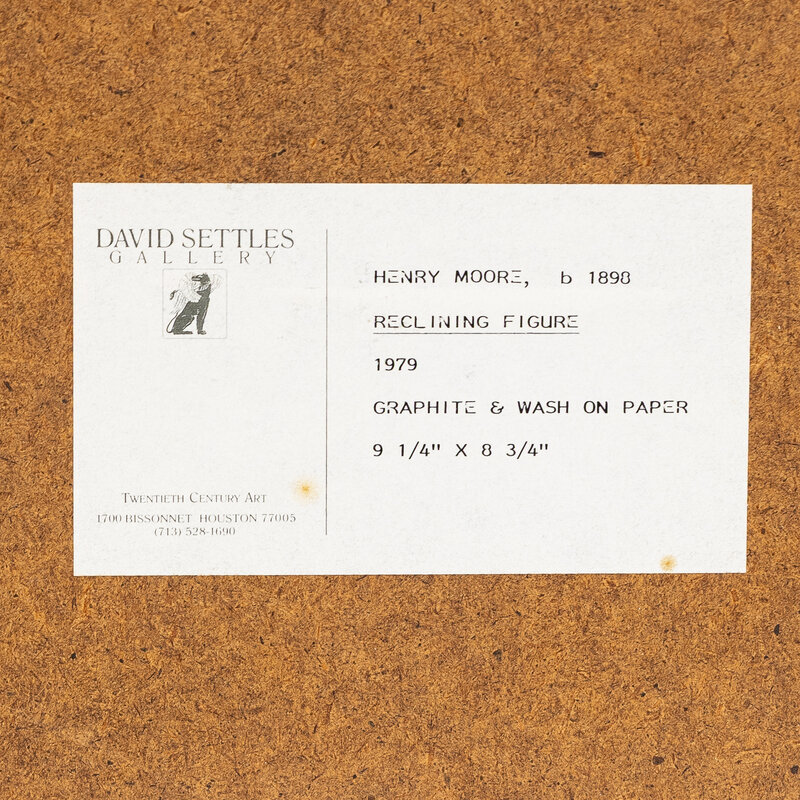 DAVID SETTLES
GALLERY
TWENTIETH CENTURY ART
1700 BISSONNET HOUSTON 77005
(713) 528-1690
HENRY MOORE, b 1898
RECLINING FIGURE
1979
GRAPHITE & WASH ON PAPER
9 1/4" X 8 3/4"